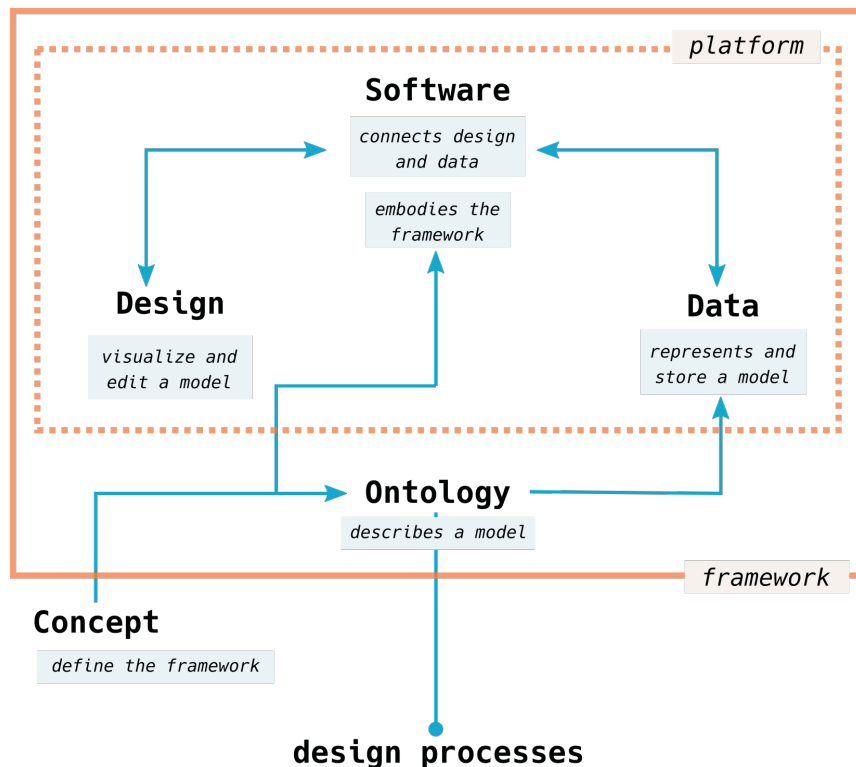 platform
Software
connects design
and data
embodies the
framework
Design
visualize and
edit a model
Data
represents and
store a model
Ontology
describes a model
framework
Concept
define the framework
design processes